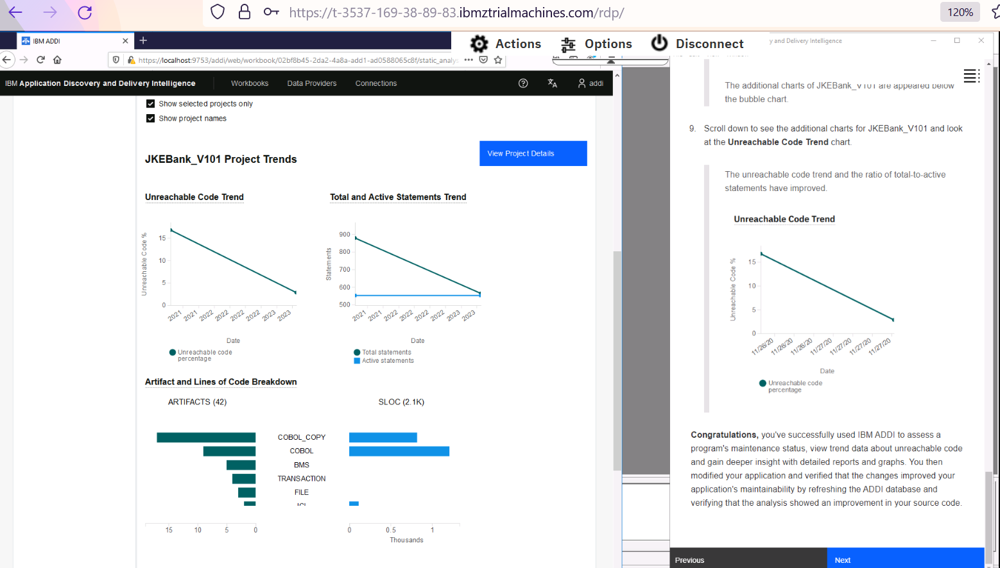 https://t-3537-169-38-89-83.ibmztrialmachines.com/rdp/
120%
IBM ADDI
Actions
Options
Disconnect
y and Delivery Intelligence
https://localhost:9753/addi/web/workbook/02bf8b45-2da2-4a8a-add1-ad0588065c8f/static_analys
IBM Application Discovery and Delivery Intelligence
Workbooks
Data Providers
Connections
addi
Show selected projects only
Show project names
JKEBank_V101 Project Trends
View Project Details
Unreachable Code Trend
Unreachable Code %
15
10
5
0
2021 2021 2022 2022 2022 2022 2023 2023
Date
Unreachable code
percentage
Total and Active Statements Trend
Statements
900
800
700
600
500
2021 2021 2022 2022 2022 2022 2023 2023
Date
Total statements
Active statements
Artifact and Lines of Code Breakdown
ARTIFACTS (42)
SLOC (2.1K)
COBOL_COPY
COBOL
BMS
TRANSACTION
FILE
15 10 5 0
0 0.5 1
Thousands
The additional charts of JKEBank_V101 are appeared below
the bubble chart.
9. Scroll down to see the additional charts for JKEBank_V101 and look
at the Unreachable Code Trend chart.
The unreachable code trend and the ratio of total-to-active
statements have improved.
Unreachable Code Trend
Unreachable Code %
15
10
5
0
11/26/20 11/26/20 11/26/20 11/27/20 11/27/20 11/27/20 11/27/20
Date
Unreachable code
percentage
Congratulations, you've successfully used IBM ADDI to assess a
program's maintenance status, view trend data about unreachable code
and gain deeper insight with detailed reports and graphs. You then
modified your application and verified that the changes improved your
application's maintainability by refreshing the ADDI database and
verifying that the analysis showed an improvement in your source code.
Previous
Next